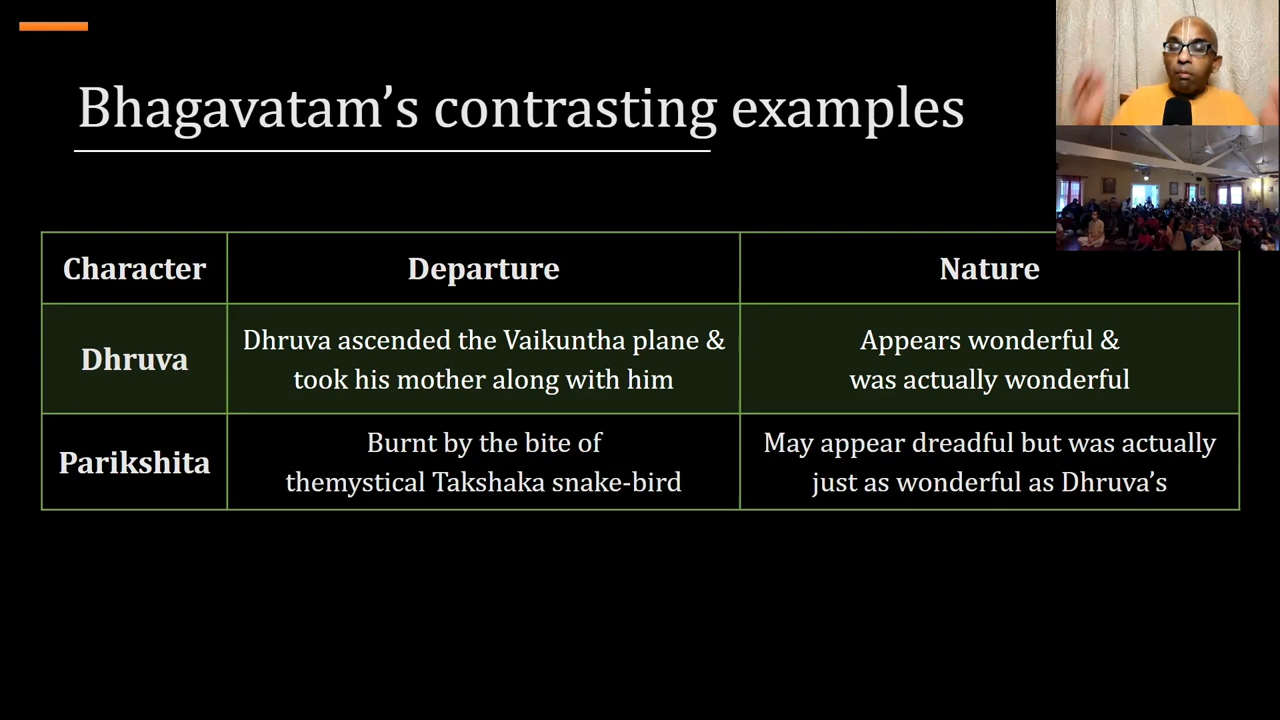 Bhagavatam’s contrasting examples
Character
Departure
Nature
Dhruva
Dhruva ascended the Vaikuntha plane &
took his mother along with him
Appears wonderful &
was actually wonderful
Parikshita
Burnt by the bite of
themystical Takshaka snake-bird
May appear dreadful but was actually
just as wonderful as Dhruva’s